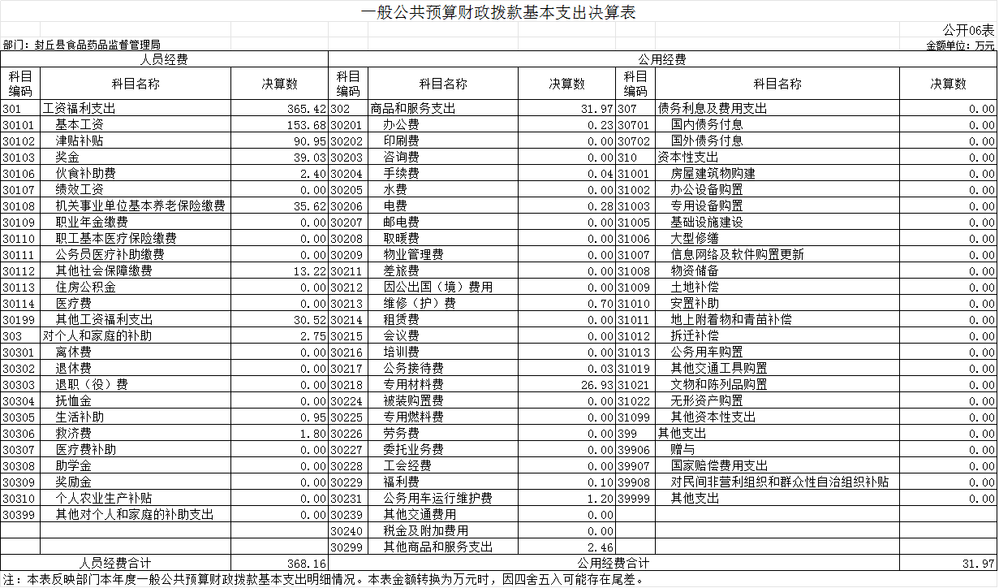 一般公共预算财政拨款基本支出决算表
公开06表
部门：封丘县食品药品监督管理局 金额单位：万元
人员经费 公用经费
科目编码 科目名称 决算数 科目编码 科目名称 决算数 科目编码 科目名称 决算数
301 工资福利支出 365.42 302 商品和服务支出 31.97 307 债务利息及费用支出 0.00
30101 基本工资 153.68 30201 办公费 0.23 30701 国内债务付息 0.00
30102 津贴补贴 90.95 30202 印刷费 0.00 30702 国外债务付息 0.00
30103 奖金 39.03 30203 咨询费 0.00 310 资本性支出 0.00
30106 伙食补助费 2.40 30204 手续费 0.04 31001 房屋建筑物购建 0.00
30107 绩效工资 0.00 30205 水费 0.00 31002 办公设备购置 0.00
30108 机关事业单位基本养老保险缴费 35.62 30206 电费 0.28 31003 专用设备购置 0.00
30109 职业年金缴费 0.00 30207 邮电费 0.00 31005 基础设施建设 0.00
30110 职工基本医疗保险缴费 0.00 30208 取暖费 0.00 31006 大型修缮 0.00
30111 公务员医疗补助缴费 0.00 30209 物业管理费 0.00 31007 信息网络及软件购置更新 0.00
30112 其他社会保障缴费 13.22 30211 差旅费 0.00 31008 物资储备 0.00
30113 住房公积金 0.00 30212 因公出国（境）费用 0.00 31009 土地补偿 0.00
30114 医疗费 0.00 30213 维修（护）费 0.70 31010 安置补助 0.00
30199 其他工资福利支出 30.52 30214 租赁费 0.00 31011 地上附着物和青苗补偿 0.00
303 对个人和家庭的补助 2.75 30215 会议费 0.00 31012 拆迁补偿 0.00
30301 离休费 0.00 30216 培训费 0.00 31013 公务用车购置 0.00
30302 退休费 0.00 30217 公务接待费 0.03 31019 其他交通工具购置 0.00
30303 退职（役）费 0.00 30218 专用材料费 26.93 31021 文物和陈列品购置 0.00
30304 抚恤金 0.00 30224 被装购置费 0.00 31022 无形资产购置 0.00
30305 生活补助 0.95 30225 专用燃料费 0.00 31099 其他资本性支出 0.00
30306 救济费 1.80 30226 劳务费 0.00 399 其他支出 0.00
30307 医疗费补助 0.00 30227 委托业务费 0.00 39906 赠与 0.00
30308 助学金 0.00 30228 工会经费 0.00 39907 国家赔偿费用支出 0.00
30309 奖励金 0.00 30229 福利费 0.10 39908 对民间非营利组织和群众性自治组织补贴 0.00
30310 个人农业生产补贴 0.00 30231 公务用车运行维护费 1.20 39999 其他支出 0.00
30399 其他对个人和家庭的补助支出 0.00 30239 其他交通费用 0.00
30240 税金及附加费用 0.00
30299 其他商品和服务支出 2.46
人员经费合计 368.16 公用经费合计 31.97
注：本表反映部门本年度一般公共预算财政拨款基本支出明细情况。本表金额转换为万元时，因四舍五入可能存在尾差。